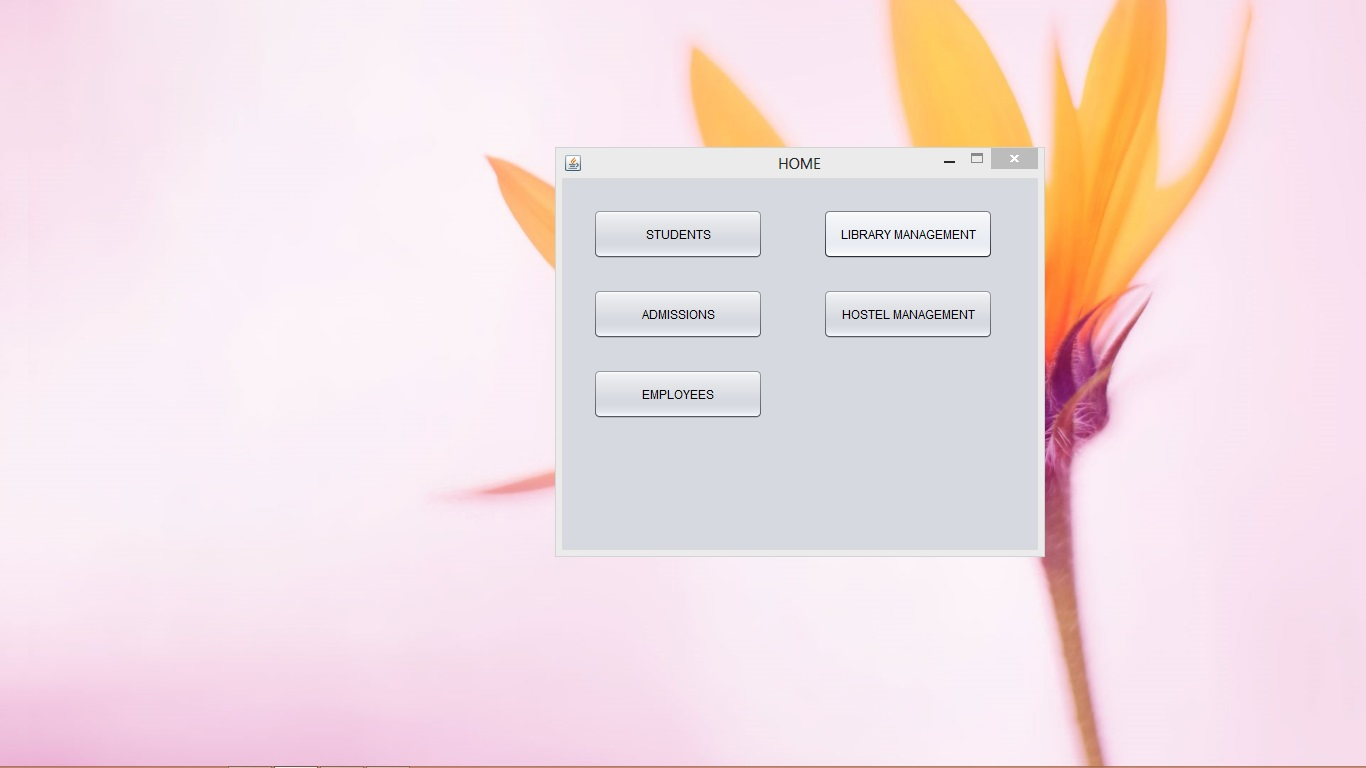 HOME
STUDENTS
LIBRARY MANAGEMENT
ADMISSIONS
HOSTEL MANAGEMENT
EMPLOYEES